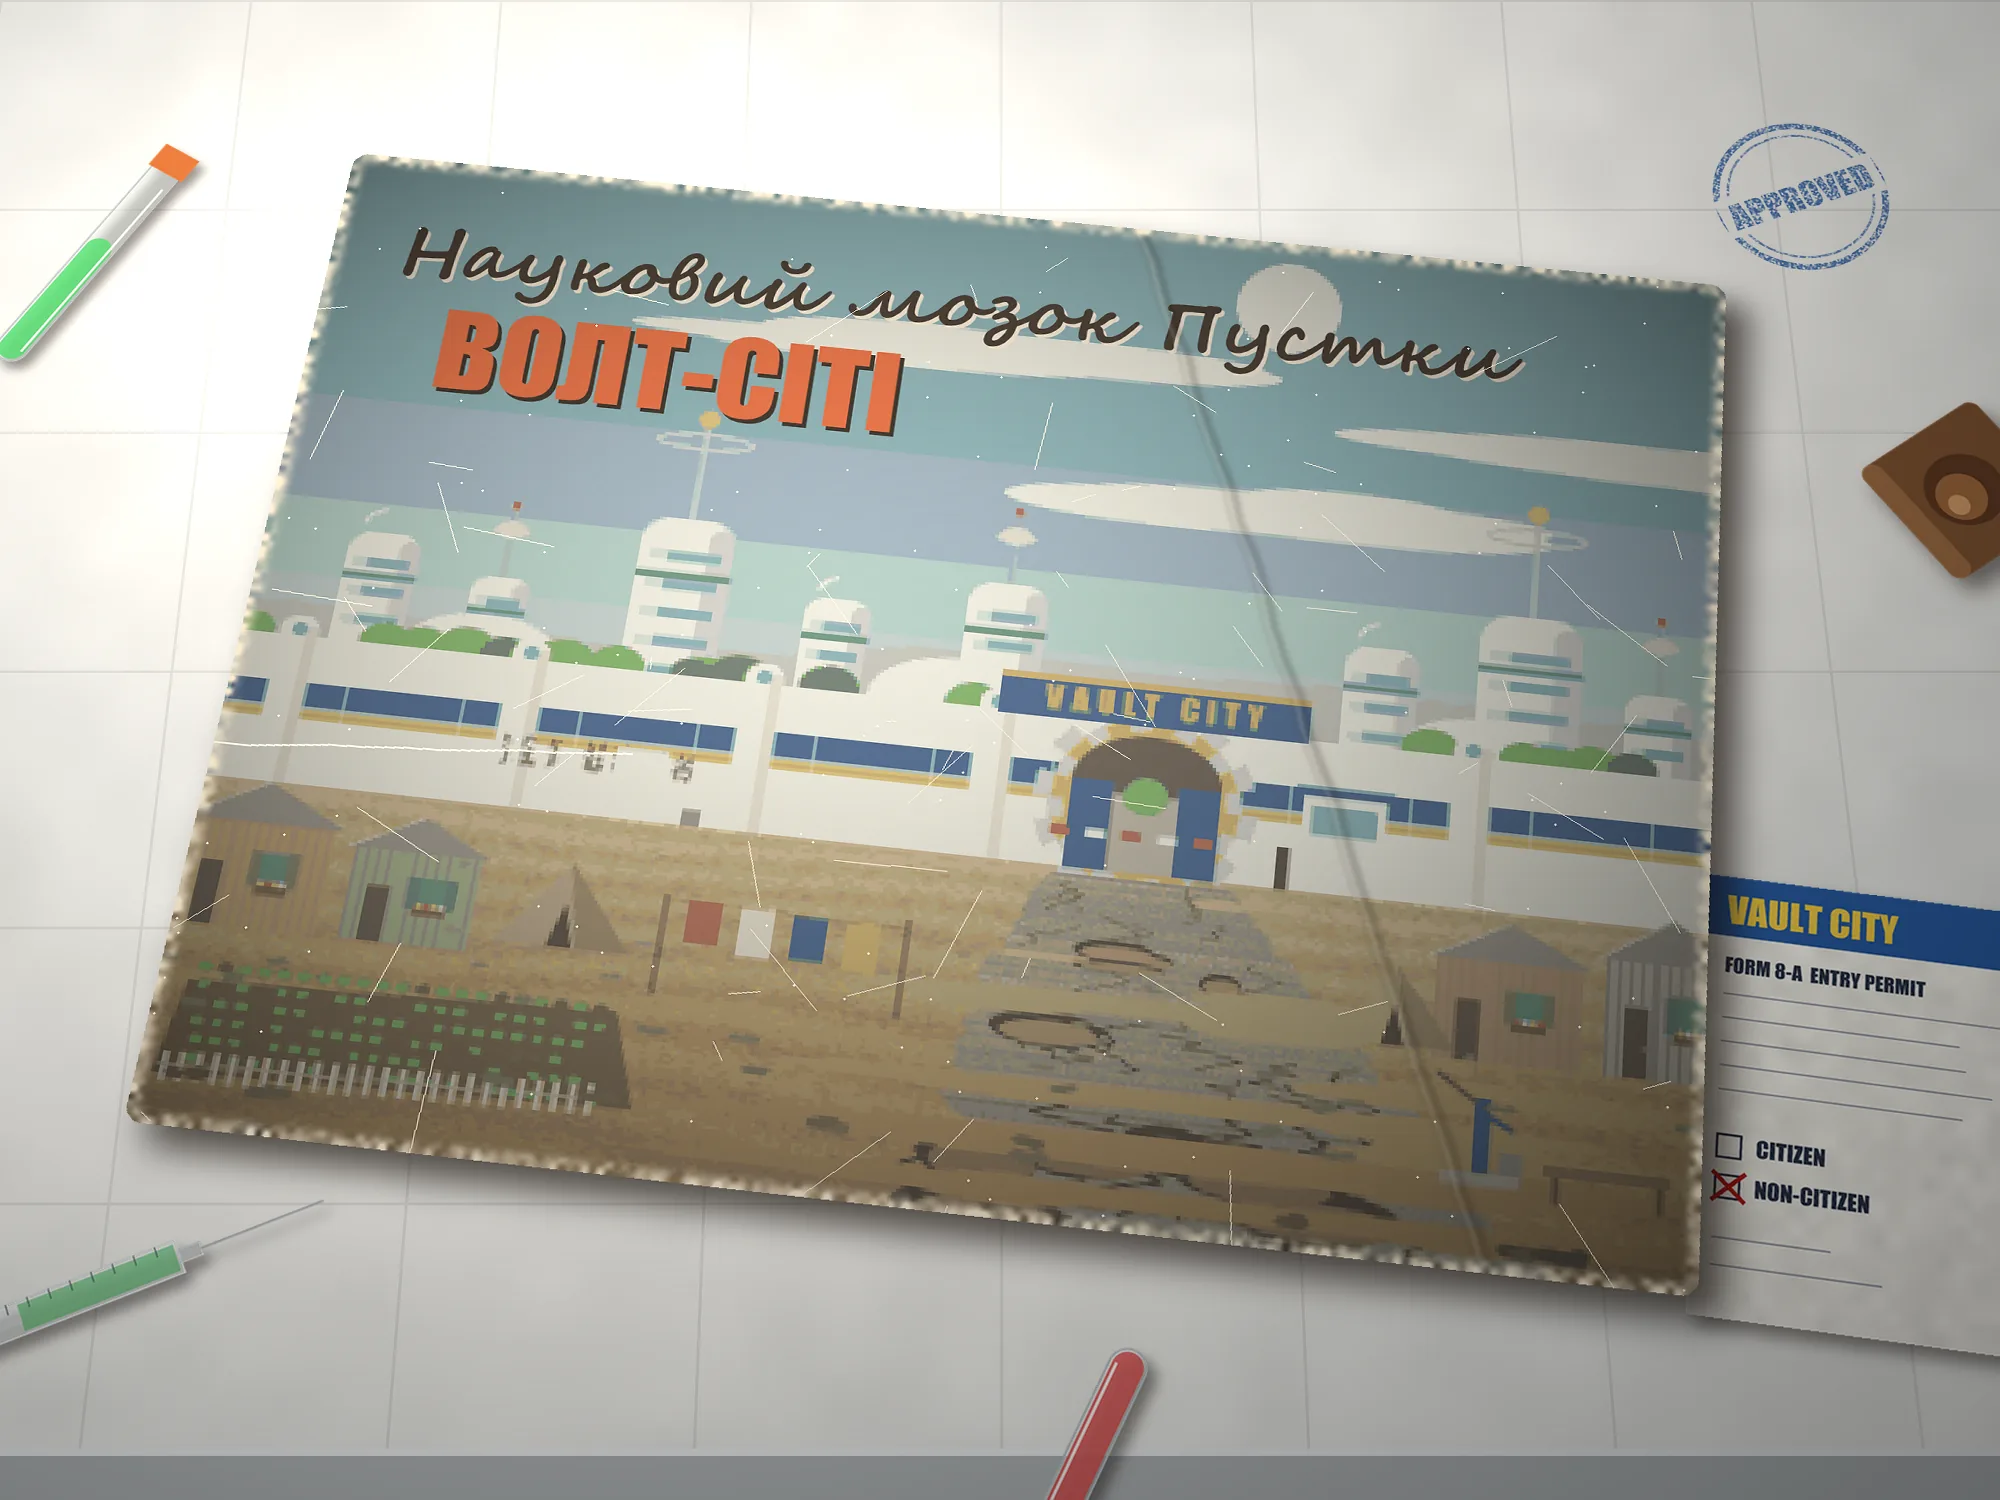 Науковий мозок Пустки
ВОЛТ-СІТІ
VAULT CITY
APPROVED
VAULT CITY
FORM 8-A ENTRY PERMIT
CITIZEN
NON-CITIZEN